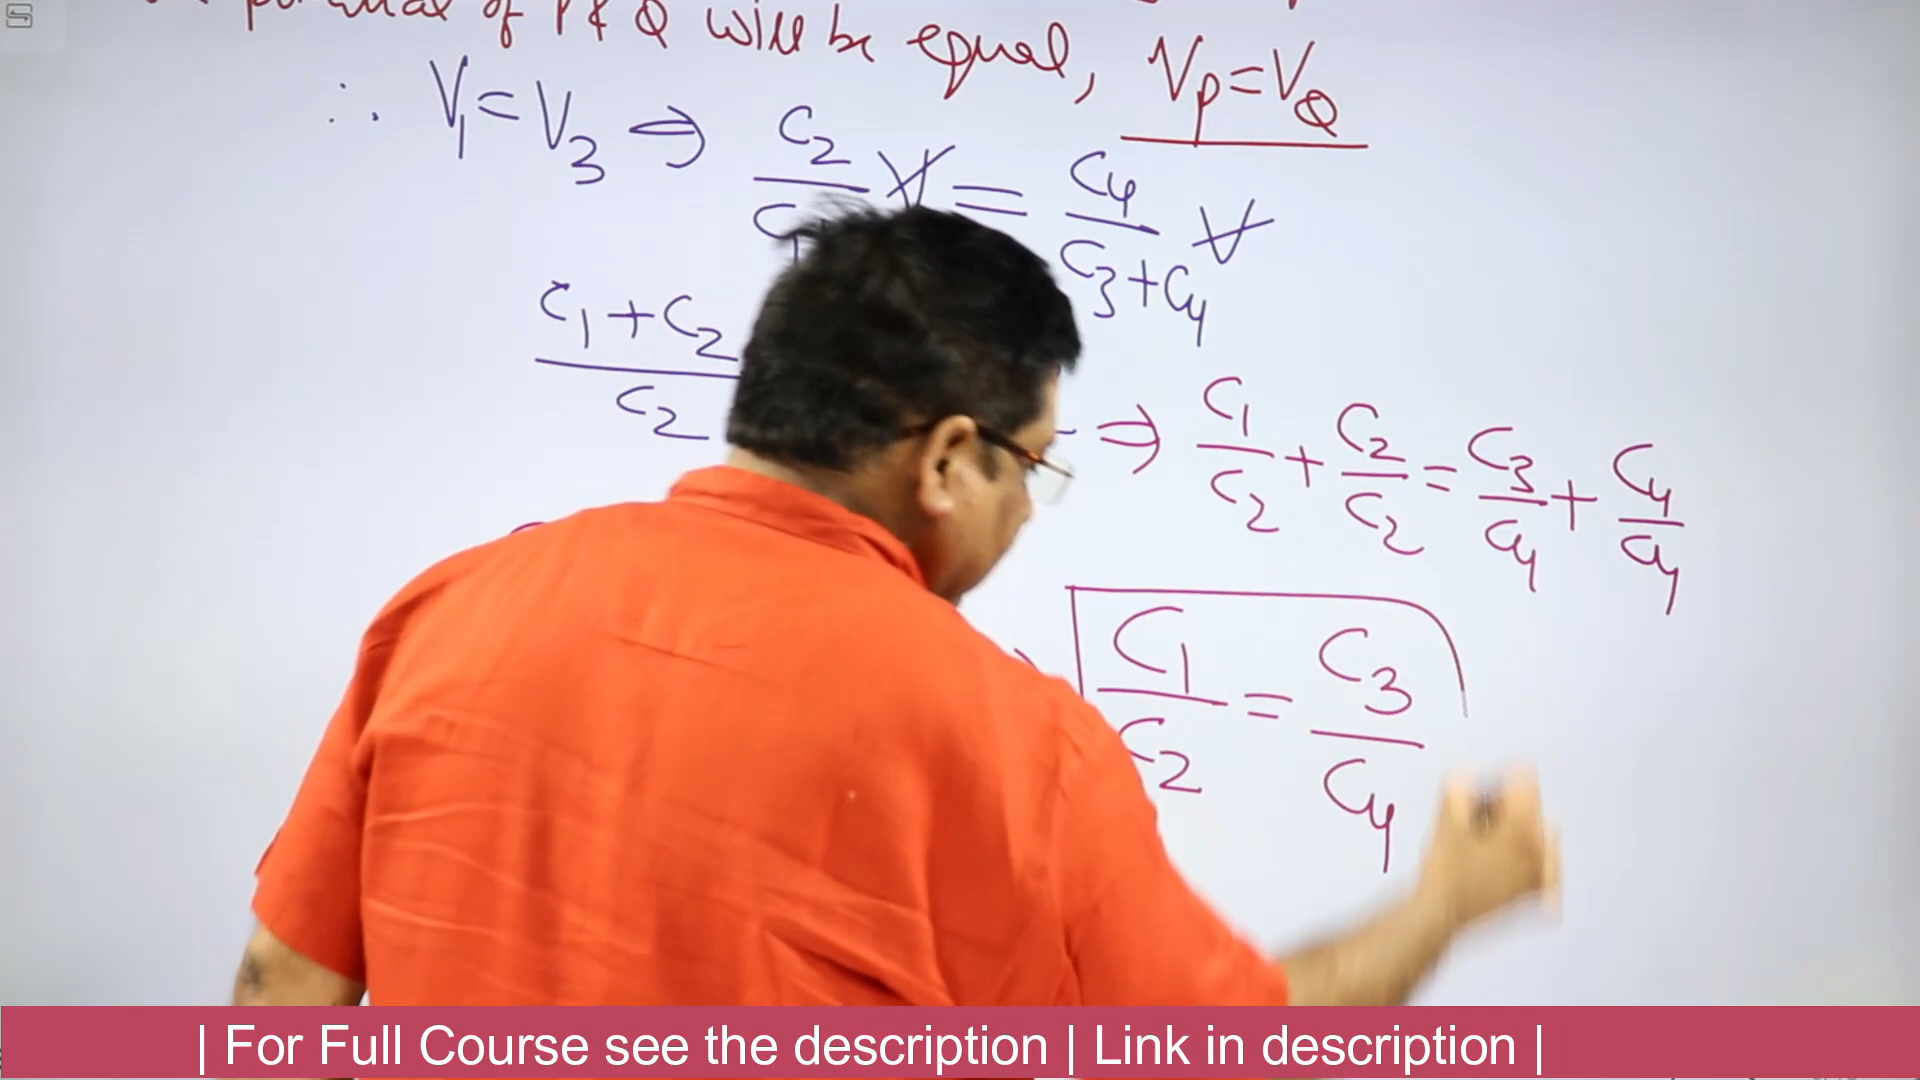 of P & Q will be equal, Vp = VQ
∴ V1 = V3 ⇒ C2/C1 V = C4/C3+C4 V
C1+C2/C2 ⇒ C1/C2 + C2/C2 = C3/C4 + C4/C4
C1/C2 = C3/C4
| For Full Course see the description | Link in description |